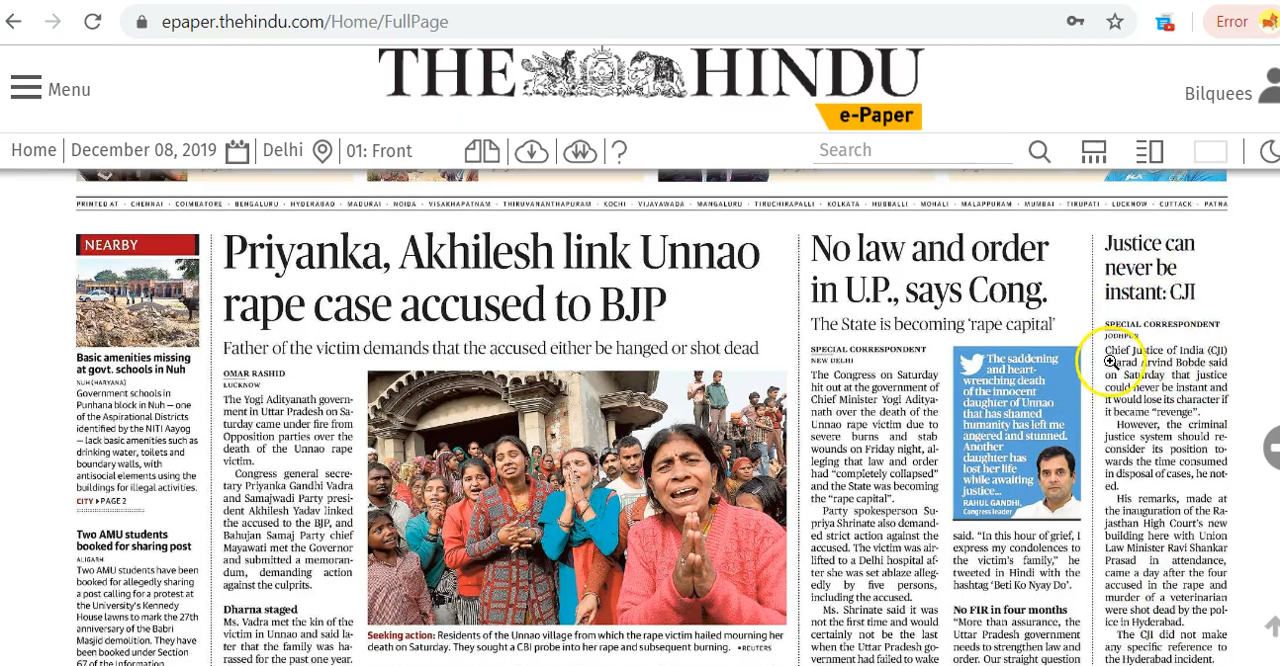 epaper.thehindu.com/Home/FullPage
Error
Menu
THE HINDU
e-Paper
Bilquees
Home
December 08, 2019
Delhi
01: Front
?
Search
PRINTED AT · CHENNAI · COIMBATORE · BENGALURU · HYDERABAD · MADURAI · NOIDA · VISAKHAPATNAM · THIRUVANANTHAPURAM · KOCHI · VIJAYAWADA · MANGALURU · TIRUCHIRAPALLI · KOLKATA · HUBBALLI · MOHALI · MALAPPURAM · MUMBAI · TIRUPATI · LUCKNOW · CUTTACK · PATNA
NEARBY
Basic amenities missing
at govt. schools in Nuh
NUH (HARYANA)
Government schools in
Punhana block in Nuh — one
of the Aspirational Districts
identified by the NITI Aayog
— lack basic amenities such as
drinking water, toilets and
boundary walls, with
antisocial elements using the
buildings for illegal activities.
CITY PAGE 2
Two AMU students
booked for sharing post
ALIGARH
Two AMU students have
been booked for allegedly sharing
a post calling for a protest at
the University's Kennedy
House lawns to mark the 27th
anniversary of the Babri
Masjid demolition. They have
been booked under Section
67 of the Information
Priyanka, Akhilesh link Unnao
rape case accused to BJP
Father of the victim demands that the accused either be hanged or shot dead
OMAR RASHID
LUCKNOW
The Yogi Adityanath govern-
ment in Uttar Pradesh on Sa-
turday came under fire from
Opposition parties over the
death of the Unnao rape
victim.
Congress general secre-
tary Priyanka Gandhi Vadra
and Samajwadi Party presi-
dent Akhilesh Yadav linked
the accused to the BJP, and
Bahujan Samaj Party chief
Mayawati met the Governor
and submitted a memoran-
dum, demanding action
against the culprits.
Dharna staged
Ms. Vadra met the kin of the
victim in Unnao and said la-
ter that the family was ha-
rassed for the past one year.
Seeking action: Residents of the Unnao village from which the rape victim hailed mourning her
death on Saturday. They sought a CBI probe into her rape and subsequent burning. • REUTERS
No law and order
in U.P., says Cong.
The State is becoming 'rape capital'
SPECIAL CORRESPONDENT
NEW DELHI
The Congress on Saturday
hit out at the government of
Chief Minister Yogi Aditya-
nath over the death of the
Unnao rape victim due to
severe burns and stab
wounds on Friday night, al-
leging that law and order
had "completely collapsed"
and the State was becoming
the "rape capital".
Party spokesperson Su-
priya Shrinate also demand-
ed strict action against the
accused. The victim was air-
lifted to a Delhi hospital af-
ter she was set ablaze alleg-
edly by five persons,
including the accused.
Ms. Shrinate said it was
not the first time and would
certainly not be the last
when the Uttar Pradesh go-
vernment had failed to wake
The saddening
and heart-
wrenching death
of the innocent
daughter of Unnao
that has shamed
humanity has left me
angered and stunned.
Another
daughter has
lost her life
while awaiting
justice...
RAHUL GANDHI,
Congress leader
said. "In this hour of grief, I
express my condolences to
the victim's family," he
tweeted in Hindi with the
hashtag 'Beti Ko Nyay Do'.
No FIR in four months
"More than assurance, the
Uttar Pradesh government
needs to strengthen law and
order. Our straight question
Justice can
never be
instant: CJI
SPECIAL CORRESPONDENT
JODHPUR
Chief Justice of India (CJI)
Sharad Arvind Bobde said
on Saturday that justice
could never be instant and
it would lose its character if
it became "revenge".
However, the criminal
justice system should re-
consider its position to-
wards the time consumed
in disposal of cases, he not-
ed.
His remarks, made at
the inauguration of the Ra-
jasthan High Court's new
building here with Union
Law Minister Ravi Shankar
Prasad in attendance,
came a day after the four
accused in the rape and
murder of a veterinarian
were shot dead by the pol-
ice in Hyderabad.
The CJI did not make
any specific reference to
the Hyderabad incident.